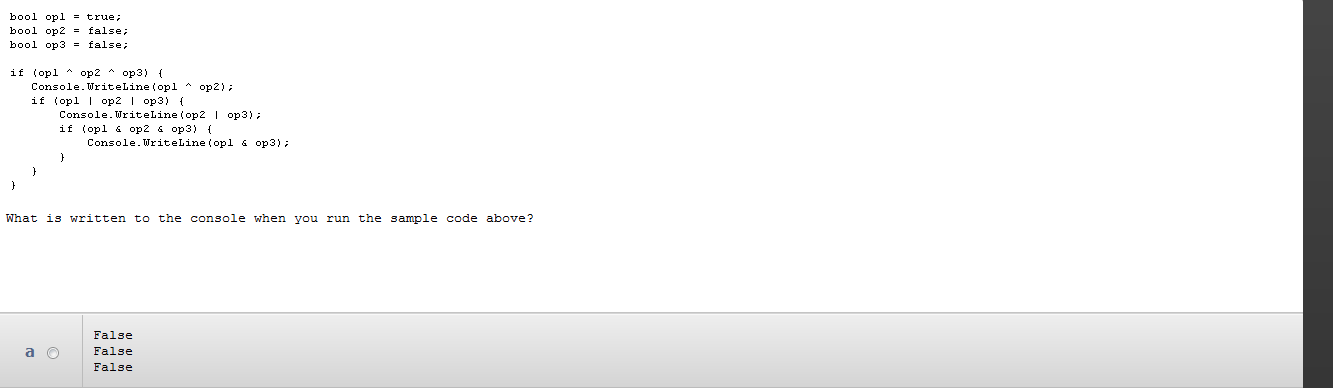 bool op1 = true;
bool op2 = false;
bool op3 = false;

if (op1 ^ op2 ^ op3) {
   Console.WriteLine(op1 ^ op2);
   if (op1 | op2 | op3) {
       Console.WriteLine(op2 | op3);
       if (op1 & op2 & op3) {
           Console.WriteLine(op1 & op3);
       }
   }
}

What is written to the console when you run the sample code above?

a
False
False
False